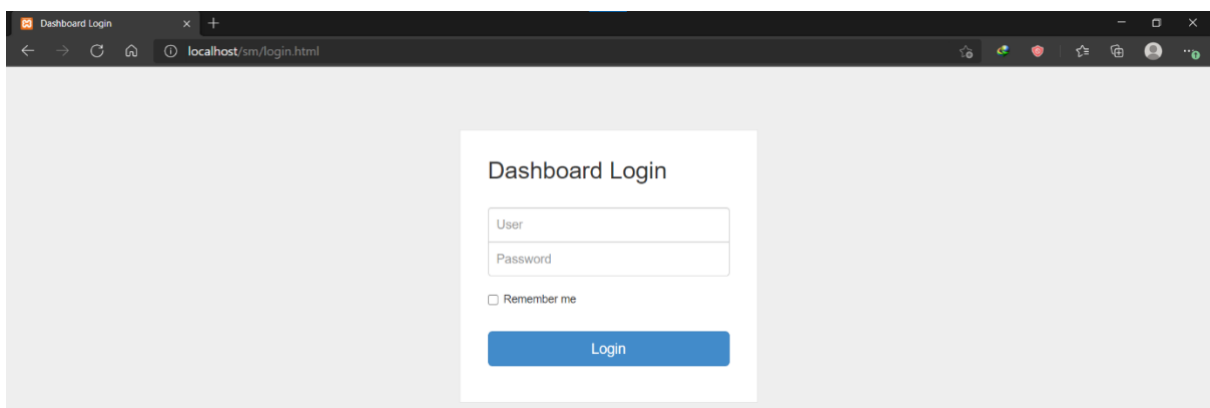 Dashboard Login
localhost/sm/login.html
Dashboard Login
User
Password
Remember me
Login